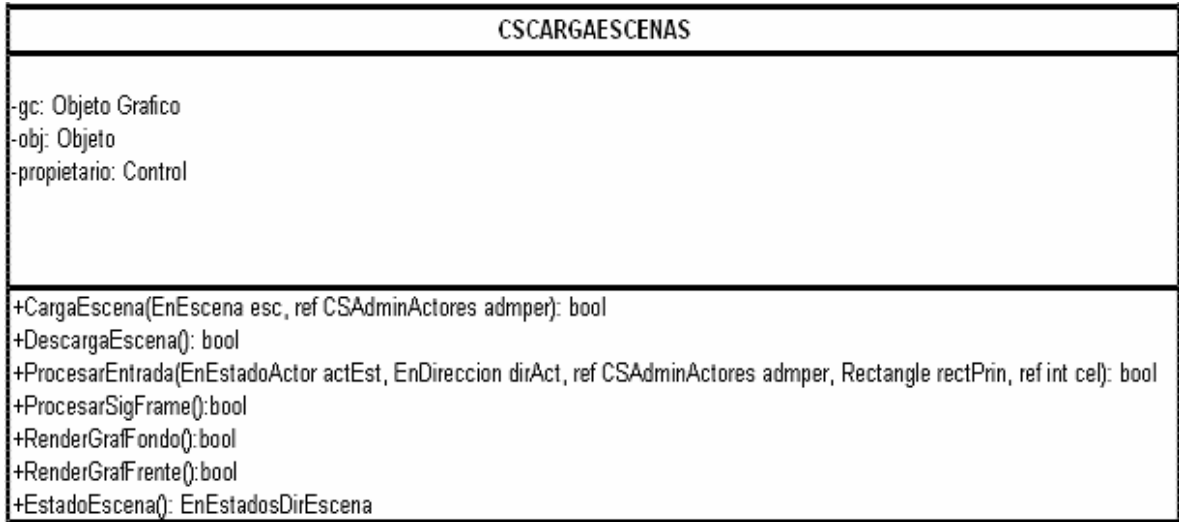 CSCARGAESCENAS
-gc: Objeto Grafico
-obj: Objeto
-propietario: Control
+CargaEscena(EnEscena esc, ref CSAdminActores admper): bool
+DescargaEscena(): bool
+ProcesarEntrada(EnEstadoActor actEst, EnDireccion dirAct, ref CSAdminActores admper, Rectangle rectPrin, ref int cel): bool
+ProcesarSigFrame():bool
+RenderGrafFondo():bool
+RenderGrafFrente():bool
+EstadoEscena(): EnEstadosDirEscena